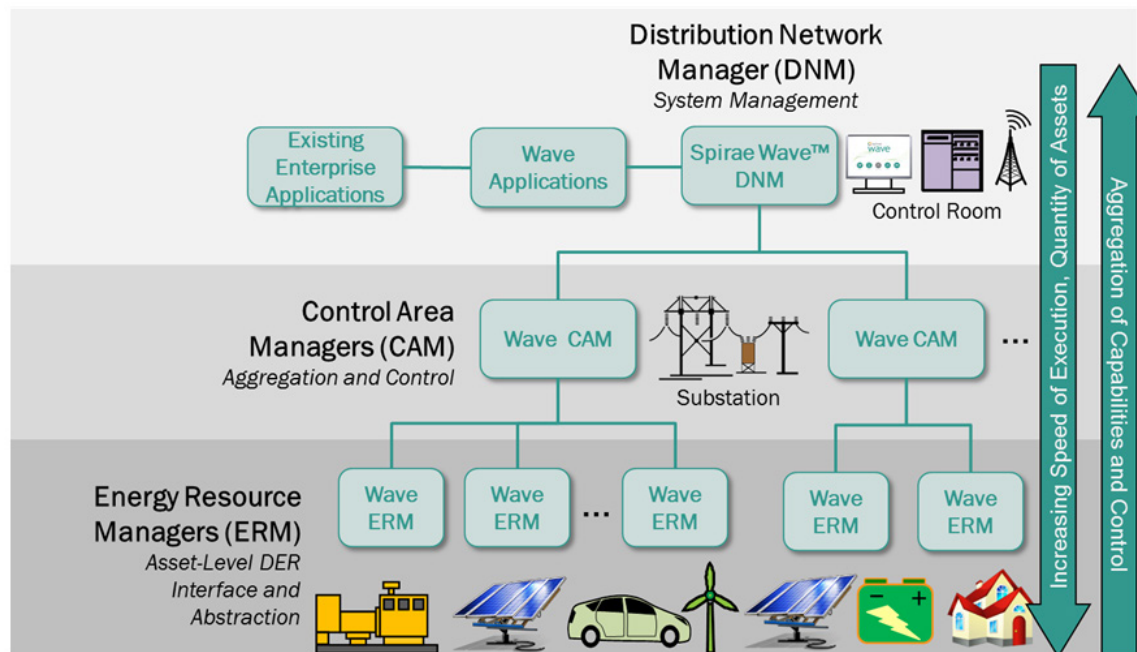 Distribution Network
Manager (DNM)
System Management
Existing
Enterprise
Applications
Wave
Applications
Spirae Wave™
DNM
wave
Control Room
Control Area
Managers (CAM)
Aggregation and Control
Wave CAM
Substation
Wave CAM
...
Energy Resource
Managers (ERM)
Asset-Level DER
Interface and
Abstraction
Wave
ERM
Wave
ERM
...
Wave
ERM
Wave
ERM
Wave
ERM
- +
Increasing Speed of Execution, Quantity of Assets
Aggregation of Capabilities and Control